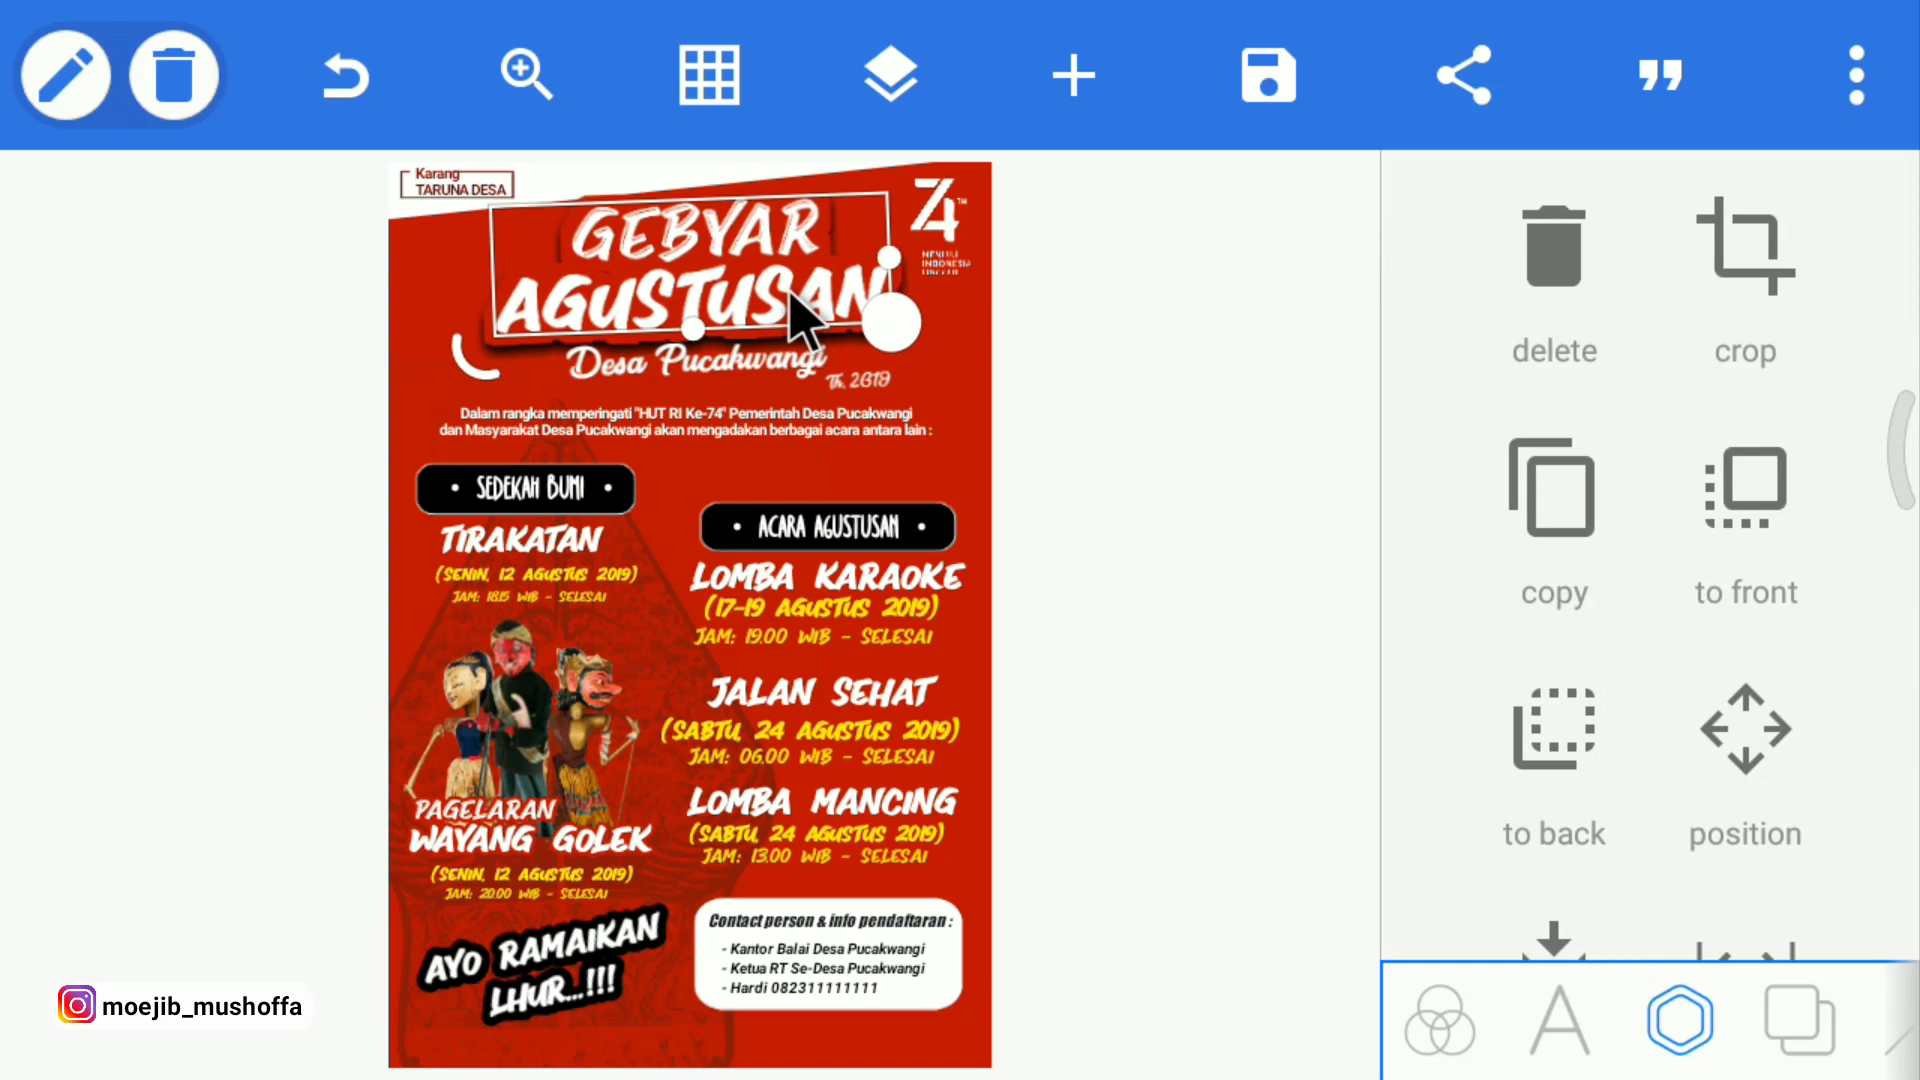 Karang
TARUNA DESA
GEBYAR
AGUSTUSAN
Desa Pucakwangi
Th. 2019
74
TM
Dalam rangka memperingati "HUT RI Ke-74" Pemerintah Desa Pucakwangi
dan Masyarakat Desa Pucakwangi akan mengadakan berbagai acara antara lain :
• SEDEKAH BUMI •
TIRAKATAN
(SENIN, 12 AGUSTUS 2019)
JAM: 18.15 WIB - SELESAI
PAGELARAN
WAYANG GOLEK
(SENIN, 12 AGUSTUS 2019)
JAM: 20.00 WIB - SELESAI
AYO RAMAIKAN
LHUR...!!!
• ACARA AGUSTUSAN •
LOMBA KARAOKE
(17-19 AGUSTUS 2019)
JAM: 19.00 WIB - SELESAI
JALAN SEHAT
(SABTU, 24 AGUSTUS 2019)
JAM: 06.00 WIB - SELESAI
LOMBA MANCING
(SABTU, 24 AGUSTUS 2019)
JAM: 13.00 WIB - SELESAI
Contact person & info pendaftaran :
- Kantor Balai Desa Pucakwangi
- Ketua RT Se-Desa Pucakwangi
- Hardi 082311111111
delete
crop
copy
to front
to back
position
moejib_mushoffa